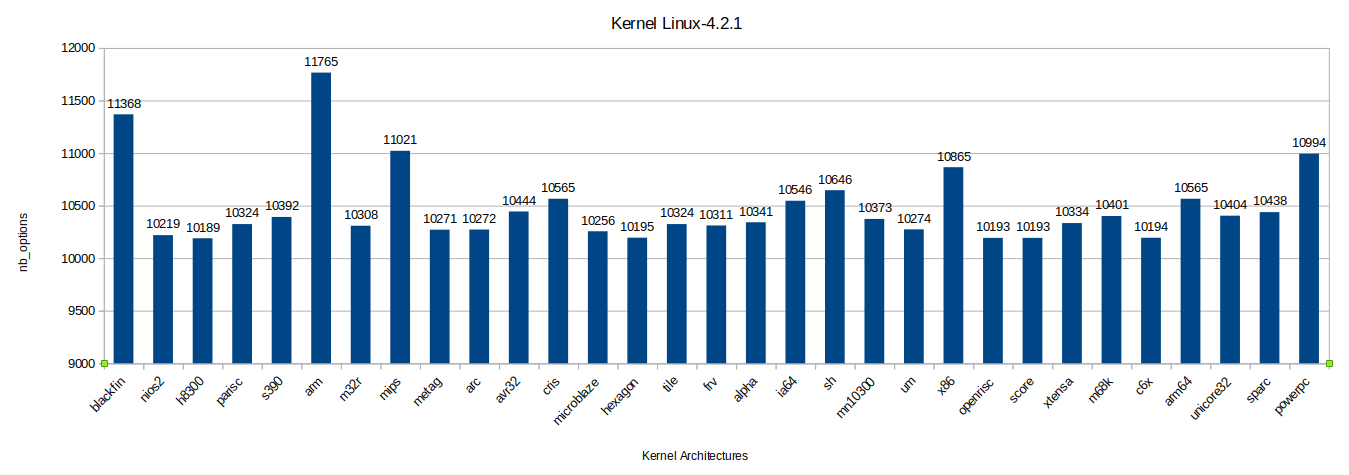 Kernel Linux-4.2.1
12000
11500
11000
10500
10000
9500
9000
nb_options
11368
10219
10189
10324
10392
11765
10308
11021
10271
10272
10444
10565
10256
10195
10324
10311
10341
10546
10646
10373
10274
10865
10193
10193
10334
10401
10194
10565
10404
10438
10994
blackfin
nios2
h8300
parisc
s390
arm
m32r
mips
metag
arc
avr32
cris
microblaze
hexagon
tile
frv
alpha
ia64
sh
mn10300
um
x86
openrisc
score
xtensa
m68k
c6x
arm64
unicore32
sparc
powerpc
Kernel Architectures